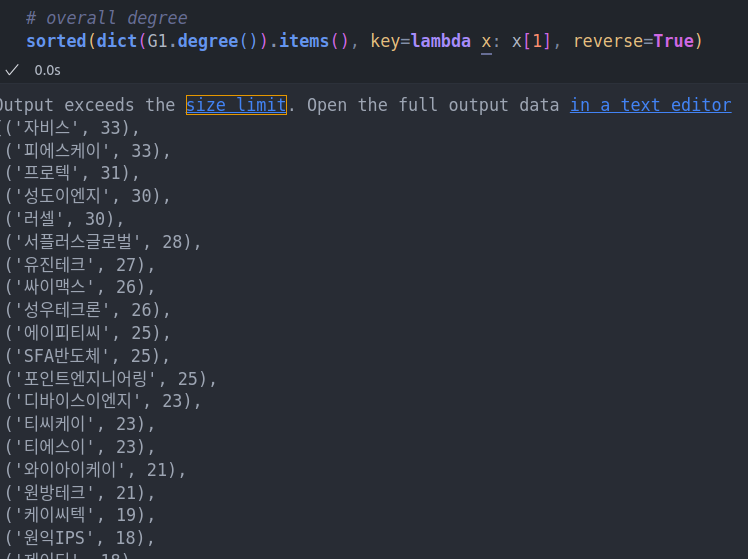 # overall degree
sorted(dict(G1.degree()).items(), key=lambda x: x[1], reverse=True)
0.0s
Output exceeds the size limit. Open the full output data in a text editor
[('자비스', 33),
('피에스케이', 33),
('프로텍', 31),
('성도이엔지', 30),
('러셀', 30),
('서플러스글로벌', 28),
('유진테크', 27),
('싸이맥스', 26),
('성우테크론', 26),
('에이피티씨', 25),
('SFA반도체', 25),
('포인트엔지니어링', 25),
('디바이스이엔지', 23),
('티씨케이', 23),
('티에스이', 23),
('와이아이케이', 21),
('원방테크', 21),
('케이씨텍', 19),
('원익IPS', 18),